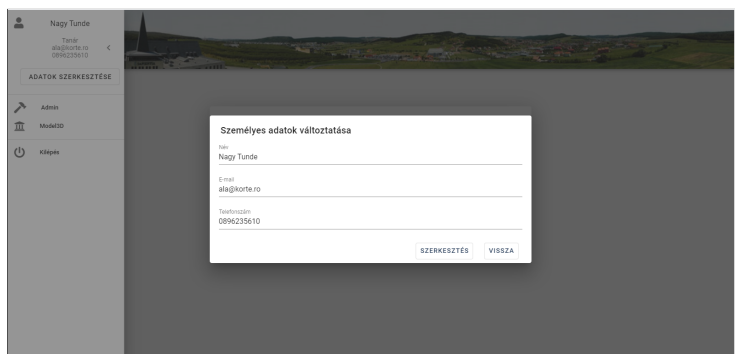 Nagy Tunde
Tanár
ala@korte.ro
0896235610
ADATOK SZERKESZTÉSE
Admin
Model3D
Kilépés
Személyes adatok változtatása
Név
Nagy Tunde
E-mail
ala@korte.ro
Telefonszám
0896235610
SZERKESZTÉS
VISSZA